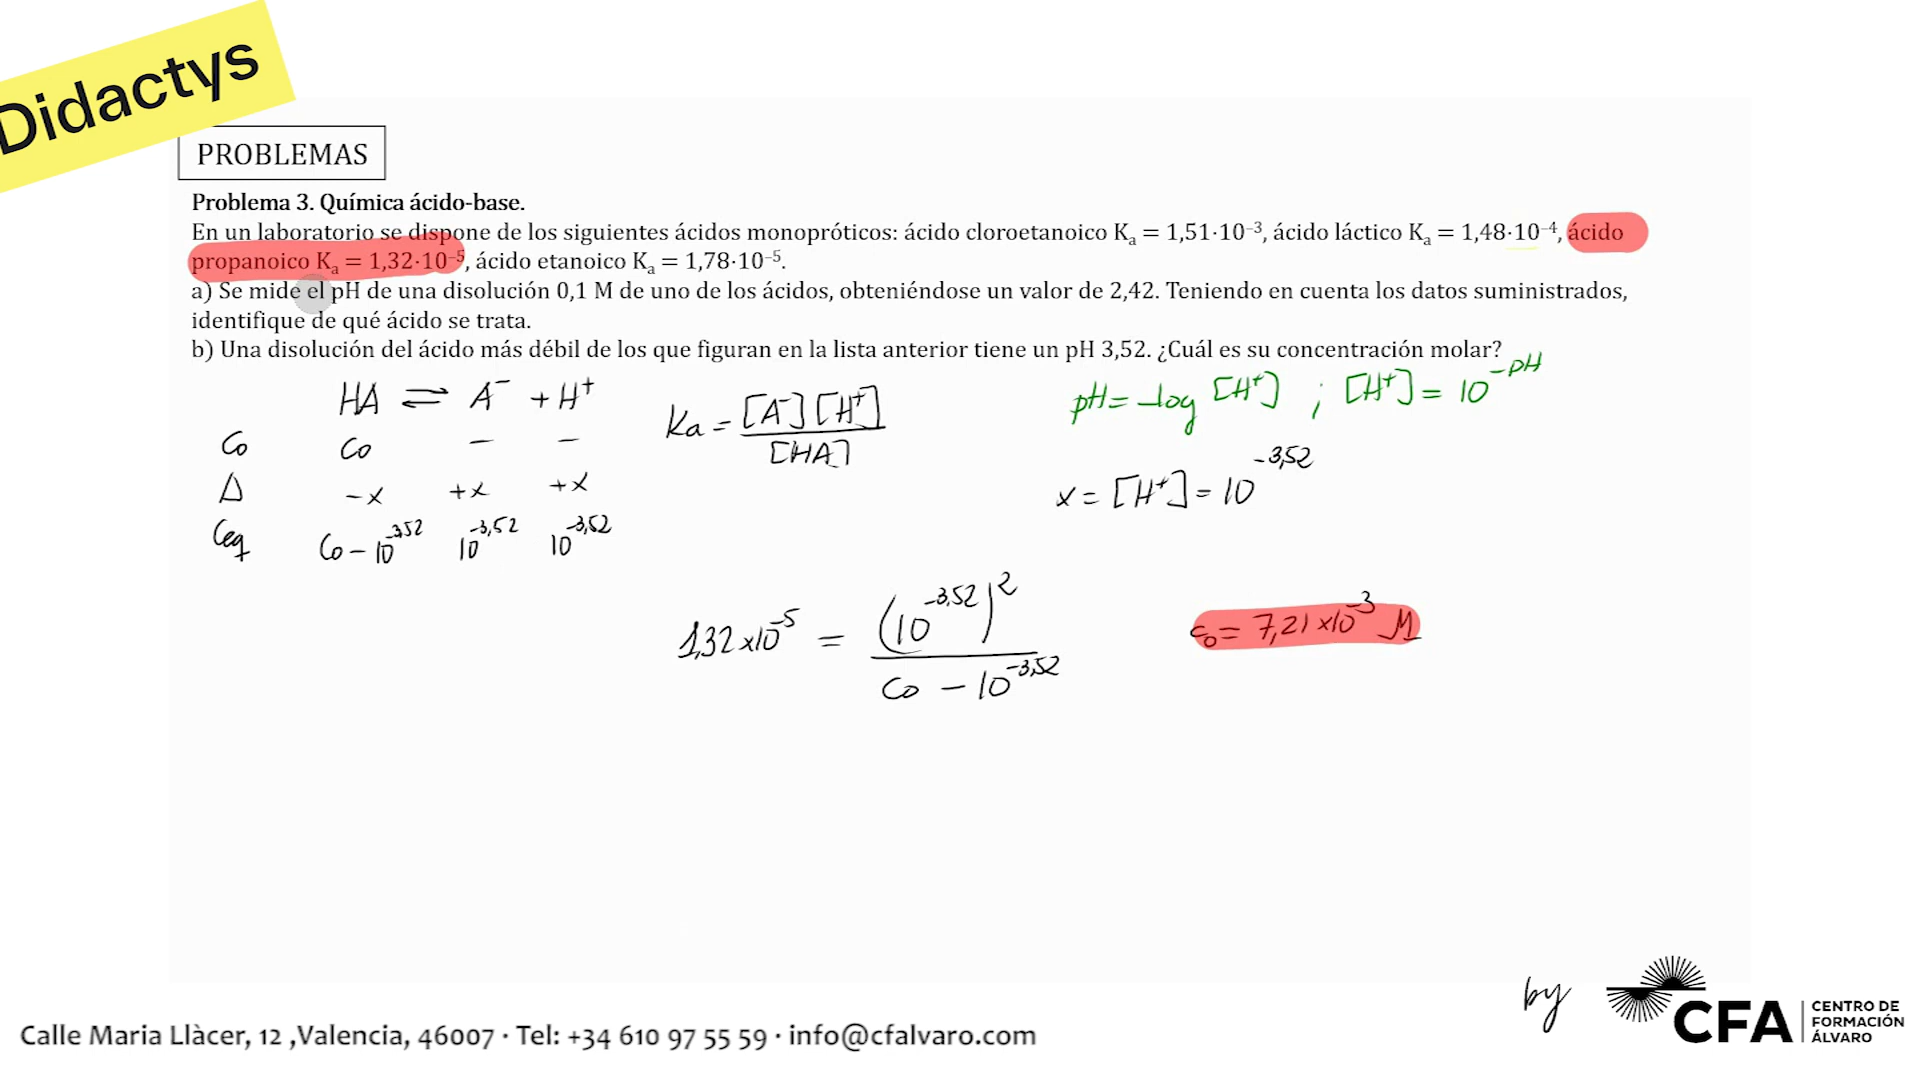 Didactys
PROBLEMAS
Problema 3. Química ácido-base.
En un laboratorio se dispone de los siguientes ácidos monopróticos: ácido cloroetanoico Kₐ = 1,51·10⁻³, ácido láctico Kₐ = 1,48·10⁻⁴, ácido
propanoico Kₐ = 1,32·10⁻⁵, ácido etanoico Kₐ = 1,78·10⁻⁵.
a) Se mide el pH de una disolución 0,1 M de uno de los ácidos, obteniéndose un valor de 2,42. Teniendo en cuenta los datos suministrados,
identifique de qué ácido se trata.
b) Una disolución del ácido más débil de los que figuran en la lista anterior tiene un pH 3,52. ¿Cuál es su concentración molar?
HA ⇌ A⁻ + H⁺
Co Co – –
Δ -x +x +x
Ceq Co - 10^-3,52 10^-3,52 10^-3,52
Ka = [A⁻][H⁺] / [HA]
pH = -log [H⁺] ; [H⁺] = 10^-pH
x = [H⁺] = 10^-3,52
1,32x10⁻⁵ = (10^-3,52)² / Co - 10^-3,52
Co = 7,21x10⁻³ M
by
CFA
CENTRO DE
FORMACIÓN
ÁLVARO
Calle Maria Llàcer, 12 ,Valencia, 46007 · Tel: +34 610 97 55 59 · info@cfalvaro.com